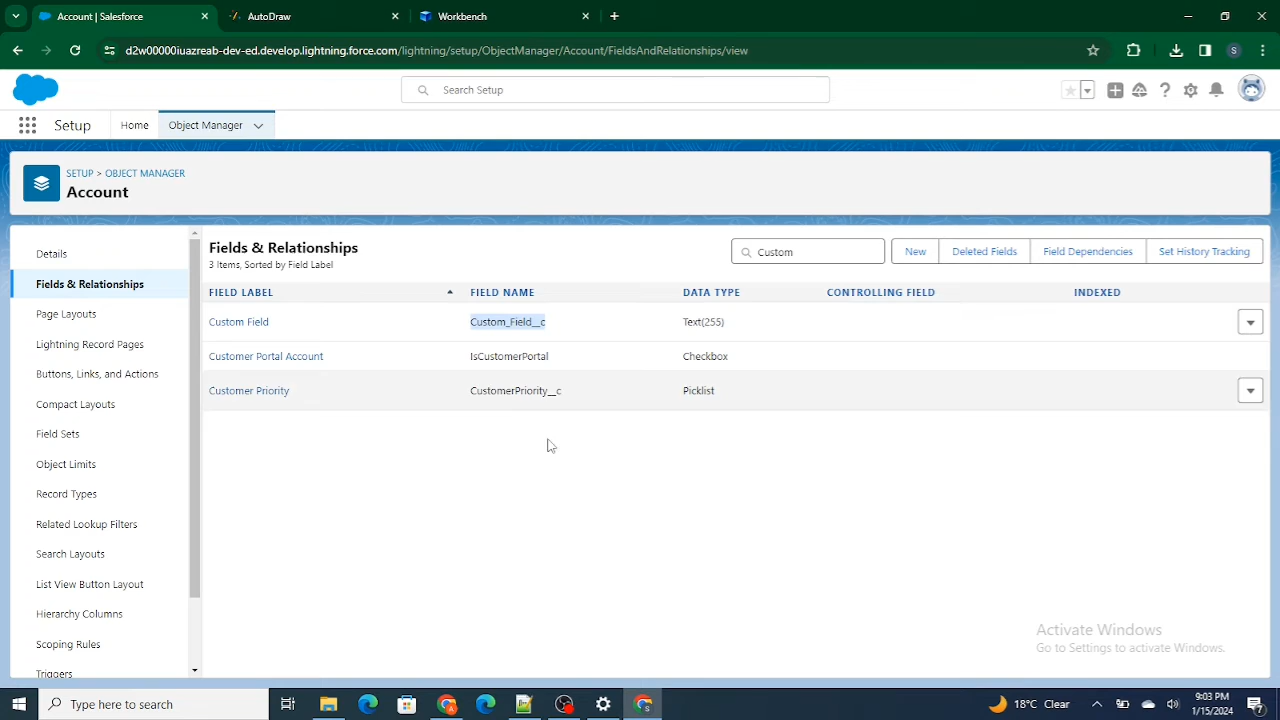 Account | Salesforce
AutoDraw
Workbench
d2w00000iuazreab-dev-ed.develop.lightning.force.com/lightning/setup/ObjectManager/Account/FieldsAndRelationships/view
S
Search Setup
Setup
Home
Object Manager
SETUP > OBJECT MANAGER
Account
Details
Fields & Relationships
Page Layouts
Lightning Record Pages
Buttons, Links, and Actions
Compact Layouts
Field Sets
Object Limits
Record Types
Related Lookup Filters
Search Layouts
List View Button Layout
Hierarchy Columns
Scoping Rules
Triggers
Fields & Relationships
3 Items, Sorted by Field Label
Custom
New
Deleted Fields
Field Dependencies
Set History Tracking
FIELD LABEL FIELD NAME DATA TYPE CONTROLLING FIELD INDEXED
Custom Field Custom_Field__c Text(255)
Customer Portal Account IsCustomerPortal Checkbox
Customer Priority CustomerPriority__c Picklist
Activate Windows
Go to Settings to activate Windows.
Type here to search
18°C Clear
9:03 PM
1/15/2024